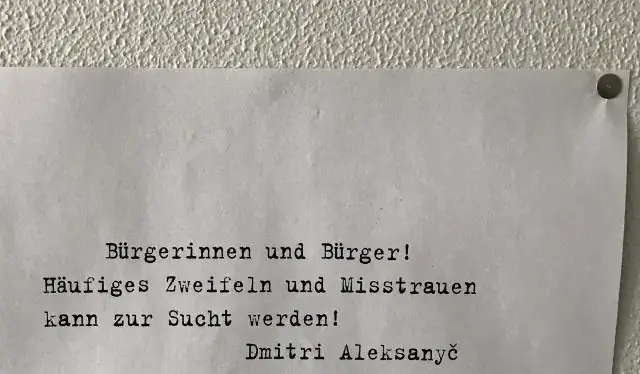 Bürgerinnen und Bürger!
Häufiges Zweifeln und Misstrauen
kann zur Sucht werden!
Dmitri Aleksanyč